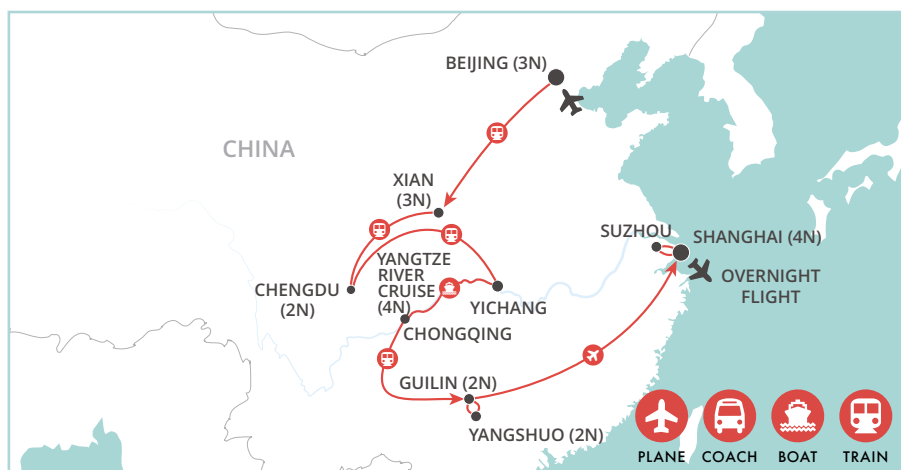 BEIJING (3N)
CHINA
XIAN
(3N)
SUZHOU
SHANGHAI (4N)
YANGTZE
RIVER
CRUISE
(4N)
OVERNIGHT
FLIGHT
CHENGDU
(2N)
YICHANG
CHONGQING
GUILIN (2N)
YANGSHUO (2N)
PLANE
COACH
BOAT
TRAIN